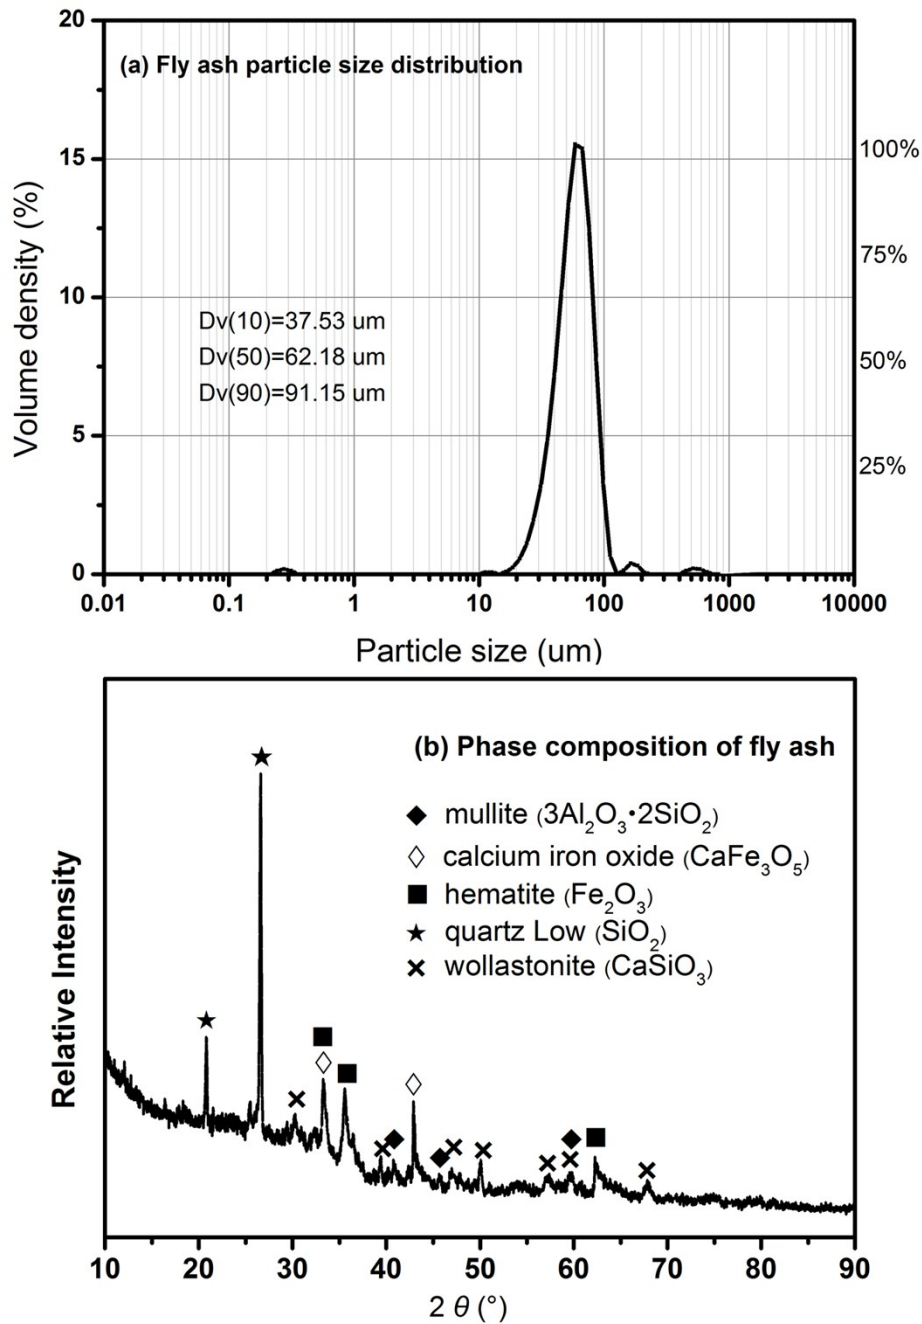 20
(a) Fly ash particle size distribution
15
100%
75%
10
Dv(10)=37.53 um
Dv(50)=62.18 um
50%
Dv(90)=91.15 um
5
25%
0
0.01 0.1 1 10 100 1000 10000
Volume density (%)
Particle size (um)
(b) Phase composition of fly ash
◆ mullite (3Al₂O₃•2SiO₂)
◇ calcium iron oxide (CaFe₃O₅)
■ hematite (Fe₂O₃)
★ quartz Low (SiO₂)
× wollastonite (CaSiO₃)
Relative Intensity
10 20 30 40 50 60 70 80 90
2 θ (°)